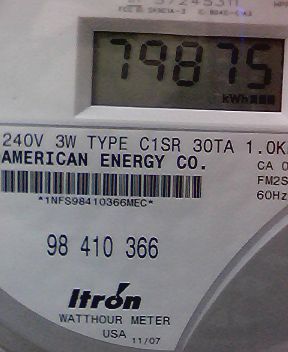 79875
kWh
240V 3W TYPE C1SR 30TA 1.0K
AMERICAN ENERGY CO.
CA
FM2S
60Hz
*1NFS98410366MEC*
98 410 366
Itron
WATTHOUR METER
USA 11/07